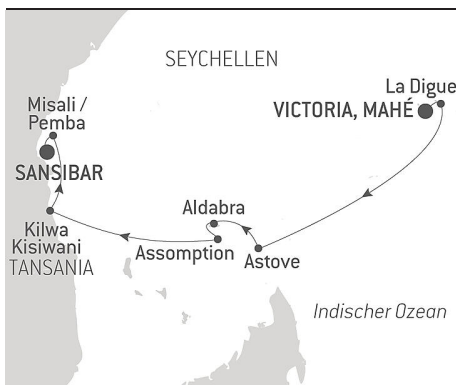 SEYCHELLEN
La Digue
VICTORIA, MAHÉ
Misali /
Pemba
SANSIBAR
Aldabra
Kilwa
Kisiwani
TANSANIA
Assomption
Astove
Indischer Ozean